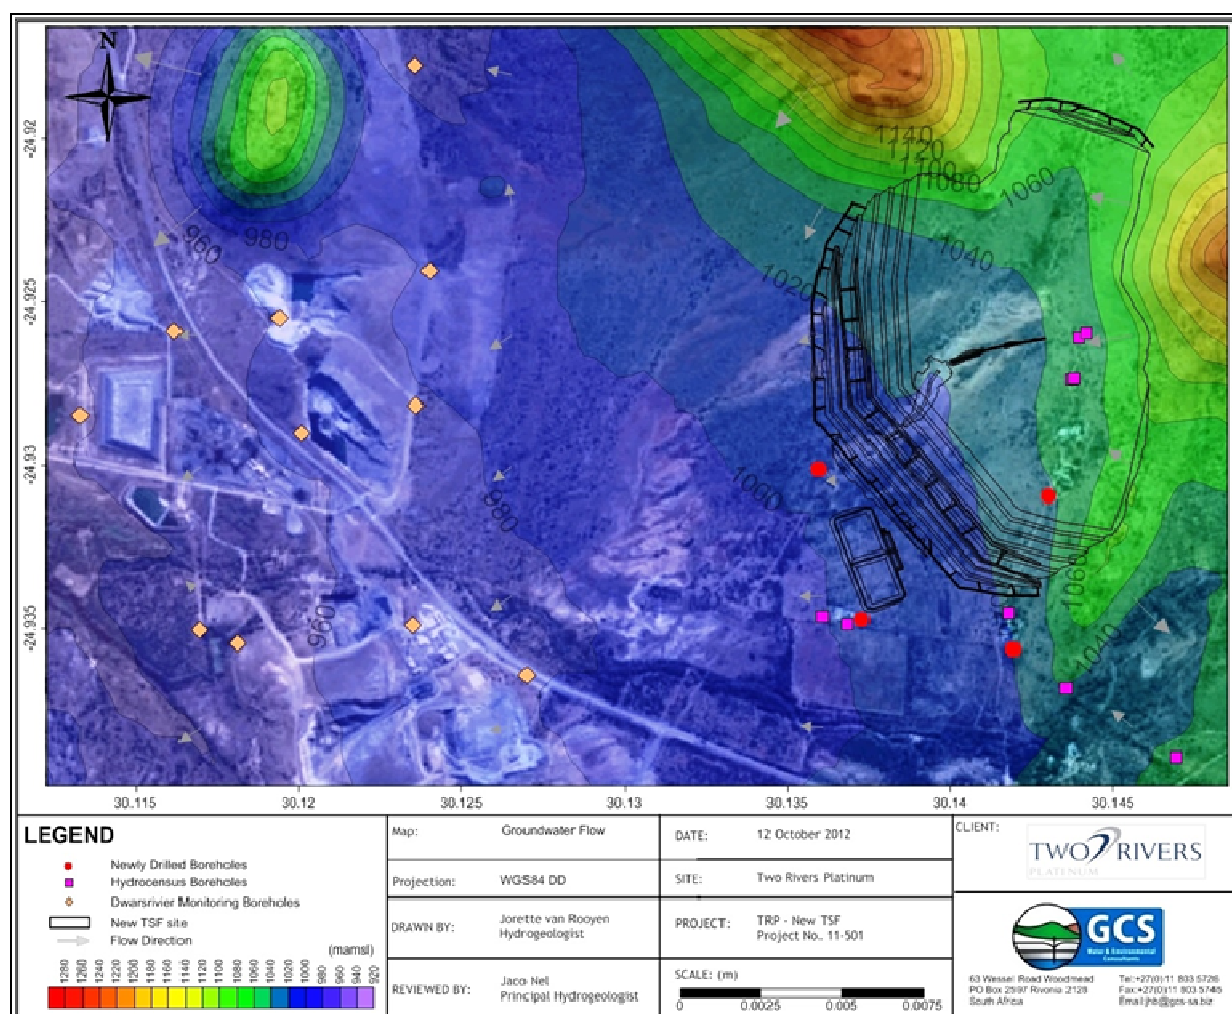 N
1140
1120
1100
1080
1060
960
980
1040
1020
1000
980
1060
960
1040
-24.92
-24.925
-24.93
-24.935
30.115
30.12
30.125
30.13
30.135
30.14
30.145
LEGEND
Newly Drilled Boreholes
Hydrocensus Boreholes
Dwarsrivier Monitoring Boreholes
New TSF site
Flow Direction
(mamsl)
1280 1260 1240 1220 1200 1180 1160 1140 1120 1100 1080 1060 1040 1020 1000 980 960 940 920
Map: Groundwater Flow
Projection: WGS84 DD
DRAWN BY: Jorette van Rooyen
Hydrogeologist
REVIEWED BY: Jaco Nel
Principal Hydrogeologist
DATE: 12 October 2012
SITE: Two Rivers Platinum
PROJECT: TRP - New TSF
Project No.. 11-501
SCALE: (m)
0 0.0025 0.005 0.0075
CLIENT:
TWO RIVERS
PLATINUM
GCS
Water & Environmental
Consultants
63 Wessel Road Woodmead
PO Box 2597 Rivonia 2128
South Africa
Tel:+27(0)11 803 5726
Fax:+27(0)11 803 5745
Email:jhb@gcs-sa.biz